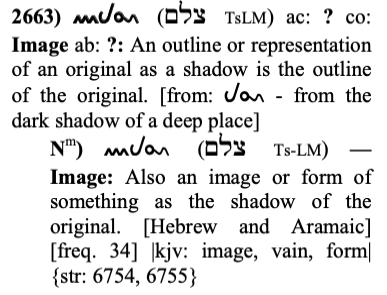 2663) (צלם TsLM) ac: ? co:
Image ab: ?: An outline or representation
of an original as a shadow is the outline
of the original. [from: - from the
dark shadow of a deep place]
Nᵐ) (צלם Ts-LM) —
Image: Also an image or form of
something as the shadow of the
original. [Hebrew and Aramaic]
[freq. 34] |kjv: image, vain, form|
{str: 6754, 6755}